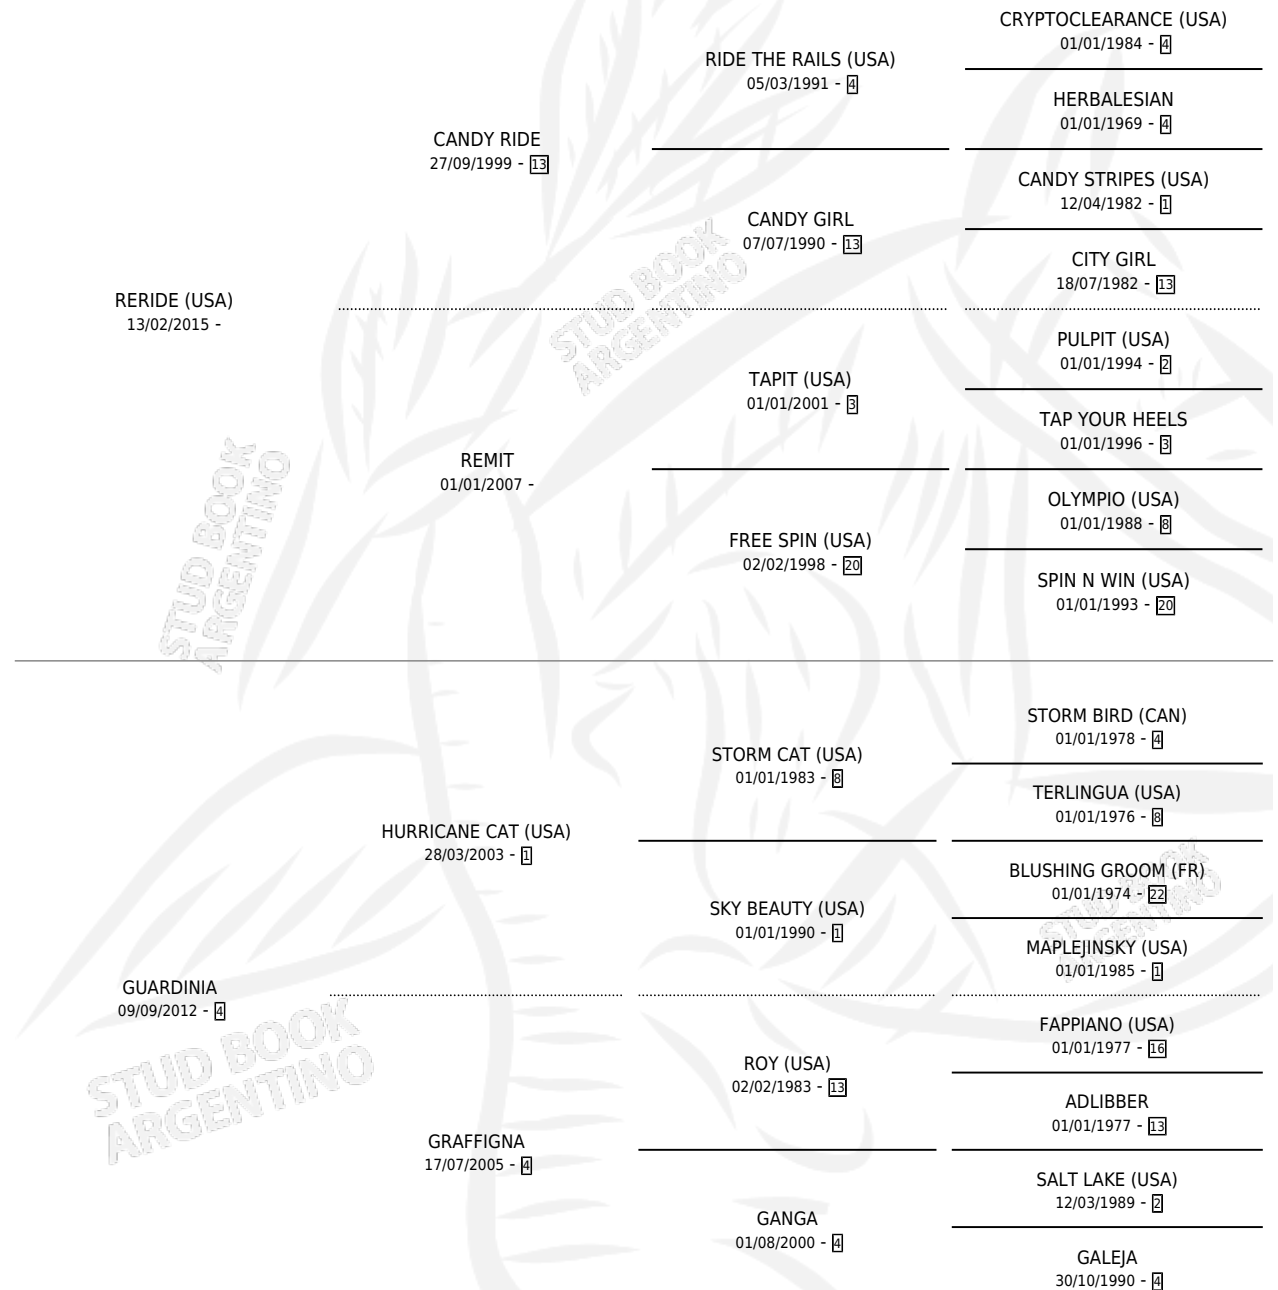 CRYPTOCLEARANCE (USA)
01/01/1984 - 4
RIDE THE RAILS (USA)
05/03/1991 - 4
HERBALESIAN
01/01/1969 - 4
CANDY RIDE
27/09/1999 - 13
CANDY STRIPES (USA)
12/04/1982 - 1
CANDY GIRL
07/07/1990 - 13
CITY GIRL
18/07/1982 - 13
RERIDE (USA)
13/02/2015 -
PULPIT (USA)
01/01/1994 - 2
TAPIT (USA)
01/01/2001 - 3
TAP YOUR HEELS
01/01/1996 - 3
REMIT
01/01/2007 -
OLYMPIO (USA)
01/01/1988 - 8
FREE SPIN (USA)
02/02/1998 - 20
SPIN N WIN (USA)
01/01/1993 - 20
STORM BIRD (CAN)
01/01/1978 - 4
STORM CAT (USA)
01/01/1983 - 8
TERLINGUA (USA)
01/01/1976 - 8
HURRICANE CAT (USA)
28/03/2003 - 1
BLUSHING GROOM (FR)
01/01/1974 - 22
SKY BEAUTY (USA)
01/01/1990 - 1
MAPLEJINSKY (USA)
01/01/1985 - 1
GUARDINIA
09/09/2012 - 4
FAPPIANO (USA)
01/01/1977 - 16
ROY (USA)
02/02/1983 - 13
ADLIBBER
01/01/1977 - 13
GRAFFIGNA
17/07/2005 - 4
SALT LAKE (USA)
12/03/1989 - 2
GANGA
01/08/2000 - 4
GALEJA
30/10/1990 - 4
STUD BOOK
ARGENTINO
STUD BOOK
ARGENTINO
STUD BOOK
ARGENTINO
STUD BOOK
ARGENTINO